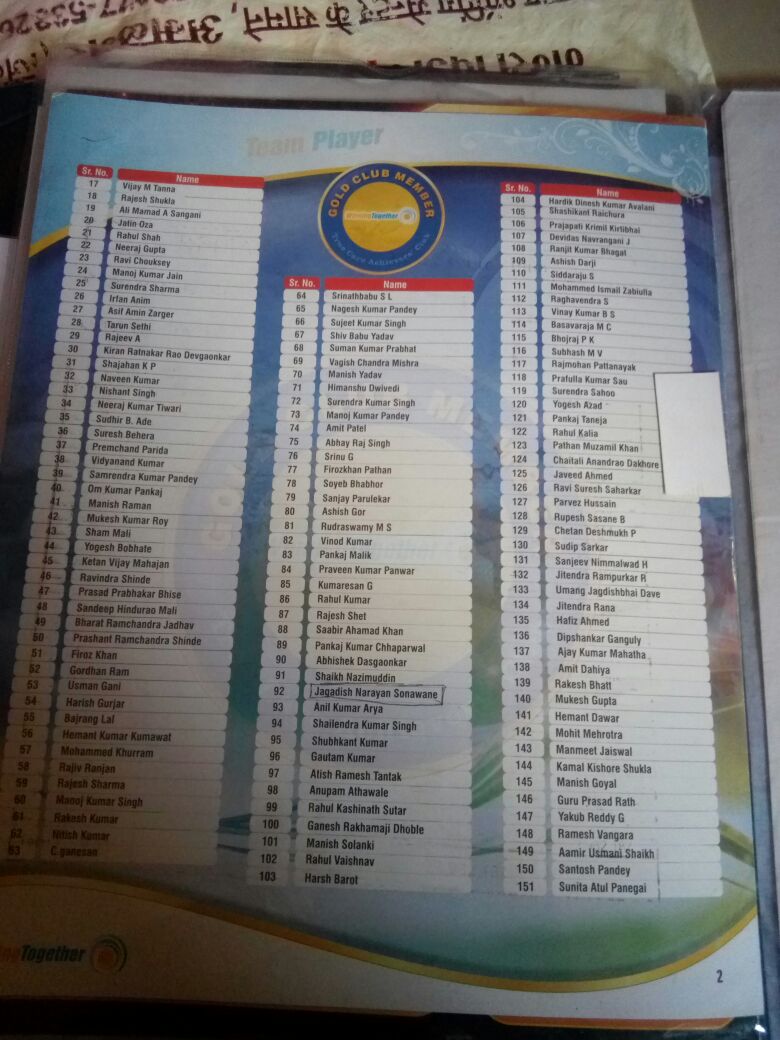 Team Player
Sr. No. Name
17 Vijay M Tanna
18 Rajesh Shukla
19 Ali Mamad A Sangani
20 Jatin Oza
21 Rahul Shah
22 Neeraj Gupta
23 Ravi Chouksey
24 Manoj Kumar Jain
25 Surendra Sharma
26 Irfan Anim
27 Asif Amin Zarger
28 Tarun Sethi
29 Rajeev A
30 Kiran Ratnakar Rao Devgaonkar
31 Shajahan K P
32 Naveen Kumar
33 Nishant Singh
34 Neeraj Kumar Tiwari
35 Sudhir B. Ade
36 Suresh Behera
37 Premchand Parida
38 Vidyanand Kumar
39 Samrendra Kumar Pandey
40 Om Kumar Pankaj
41 Manish Raman
42 Mukesh Kumar Roy
43 Sham Mali
44 Yogesh Bobhate
45 Ketan Vijay Mahajan
46 Ravindra Shinde
47 Prasad Prabhakar Bhise
48 Sandeep Hindurao Mali
49 Bharat Ramchandra Jadhav
50 Prashant Ramchandra Shinde
51 Firoz Khan
52 Gordhan Ram
53 Usman Gani
54 Harish Gurjar
55 Bajrang Lal
56 Hemant Kumar Kumawat
57 Mohammed Khurram
58 Rajiv Ranjan
59 Rajesh Sharma
60 Manoj Kumar Singh
61 Rakesh Kumar
62 Nitish Kumar
63 C.ganesan
GOLD CLUB MEMBER
WinningTogether
True Care Achievers' Club
Sr. No. Name
64 Srinathbabu S L
65 Nagesh Kumar Pandey
66 Sujeet Kumar Singh
67 Shiv Babu Yadav
68 Suman Kumar Prabhat
69 Vagish Chandra Mishra
70 Manish Yadav
71 Himanshu Dwivedi
72 Surendra Kumar Singh
73 Manoj Kumar Pandey
74 Amit Patel
75 Abhay Raj Singh
76 Srinu G
77 Firozkhan Pathan
78 Soyeb Bhabhor
79 Sanjay Parulekar
80 Ashish Gor
81 Rudraswamy M S
82 Vinod Kumar
83 Pankaj Malik
84 Praveen Kumar Panwar
85 Kumaresan G
86 Rahul Kumar
87 Rajesh Shet
88 Saabir Ahamad Khan
89 Pankaj Kumar Chhaparwal
90 Abhishek Dasgaonkar
91 Shaikh Nazimuddin
92 Jagadish Narayan Sonawane
93 Anil Kumar Arya
94 Shailendra Kumar Singh
95 Shubhkant Kumar
96 Gautam Kumar
97 Atish Ramesh Tantak
98 Anupam Athawale
99 Rahul Kashinath Sutar
100 Ganesh Rakhamaji Dhoble
101 Manish Solanki
102 Rahul Vaishnav
103 Harsh Barot
Sr. No. Name
104 Hardik Dinesh Kumar Avalani
105 Shashikant Raichura
106 Prajapati Krimil Kirtibhai
107 Devidas Navrangani J
108 Ranjit Kumar Bhagat
109 Ashish Darji
110 Siddaraju S
111 Mohammed Ismail Zabiulla
112 Raghavendra S
113 Vinay Kumar B S
114 Basavaraja M C
115 Bhojraj P K
116 Subhash M V
117 Rajmohan Pattanayak
118 Prafulla Kumar Sau
119 Surendra Sahoo
120 Yogesh Azad
121 Pankaj Taneja
122 Rahul Kalia
123 Pathan Muzamil Khan
124 Chaitali Anandrao Dakhore
125 Javeed Ahmed
126 Ravi Suresh Saharkar
127 Parvez Hussain
128 Rupesh Sasane B
129 Chetan Deshmukh P
130 Sudip Sarkar
131 Sanjeev Nimmalwad H
132 Jitendra Rampurkar R
133 Umang Jagdishbhai Dave
134 Jitendra Rana
135 Hafiz Ahmed
136 Dipshankar Ganguly
137 Ajay Kumar Mahatha
138 Amit Dahiya
139 Rakesh Bhatt
140 Mukesh Gupta
141 Hemant Dawar
142 Mohit Mehrotra
143 Manmeet Jaiswal
144 Kamal Kishore Shukla
145 Manish Goyal
146 Guru Prasad Rath
147 Yakub Reddy G
148 Ramesh Vangara
149 Aamir Usmani Shaikh
150 Santosh Pandey
151 Sunita Atul Panegai
Together
2